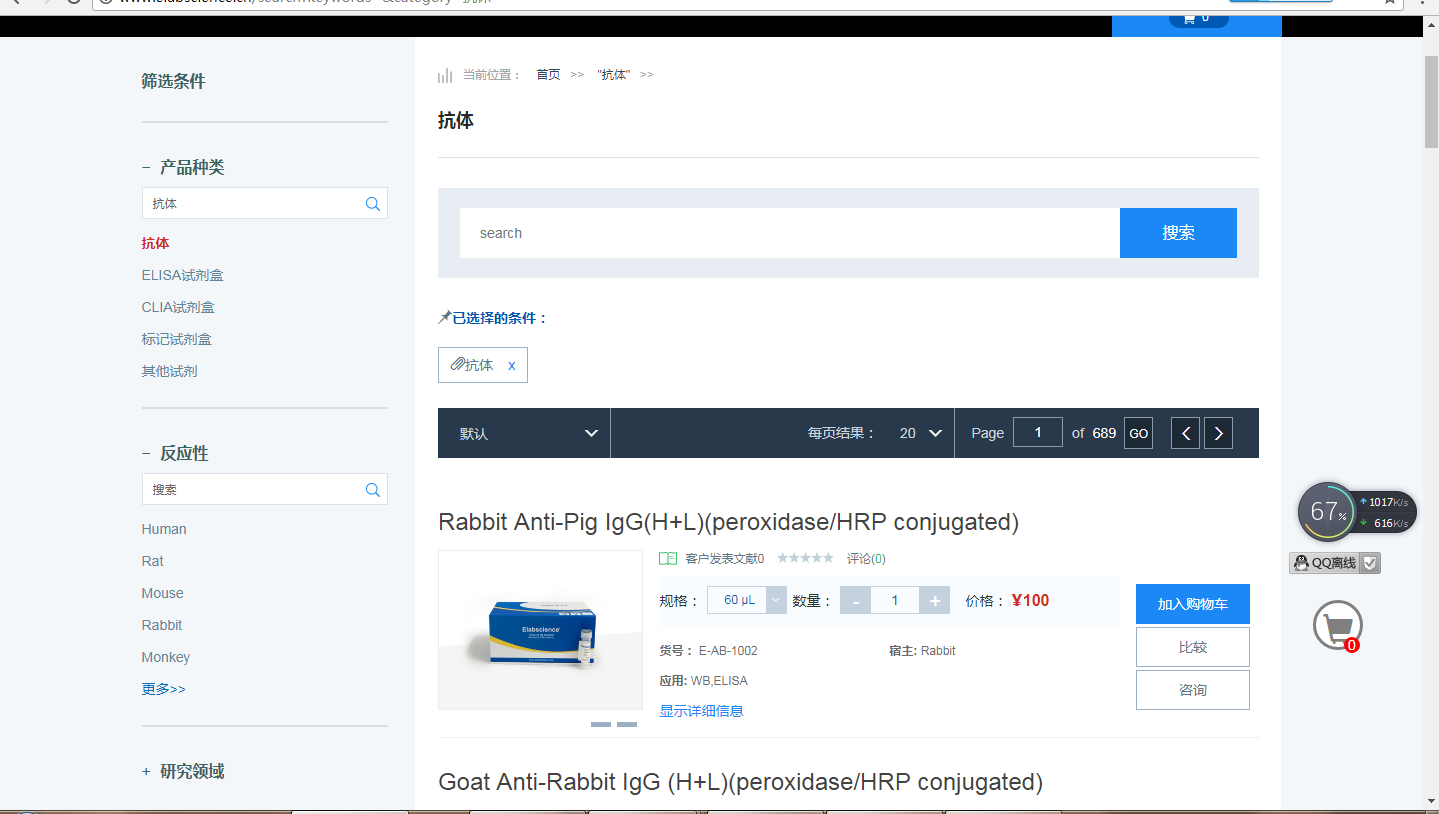 0
筛选条件
− 产品种类
抗体
抗体
ELISA试剂盒
CLIA试剂盒
标记试剂盒
其他试剂
− 反应性
搜索
Human
Rat
Mouse
Rabbit
Monkey
更多>>
+ 研究领域
当前位置： 首页 >> "抗体" >>
抗体
search
搜索
已选择的条件：
抗体 x
默认
每页结果： 20
Page 1 of 689 GO
Rabbit Anti-Pig IgG(H+L)(peroxidase/HRP conjugated)
Elabscience
客户发表文献0 ★★★★★ 评论(0)
规格： 60 μL 数量： - 1 + 价格： ¥100
货号： E-AB-1002 宿主: Rabbit
应用: WB,ELISA
显示详细信息
加入购物车
比较
咨询
Goat Anti-Rabbit IgG (H+L)(peroxidase/HRP conjugated)
67%
1017K/s
616K/s
QQ离线
0